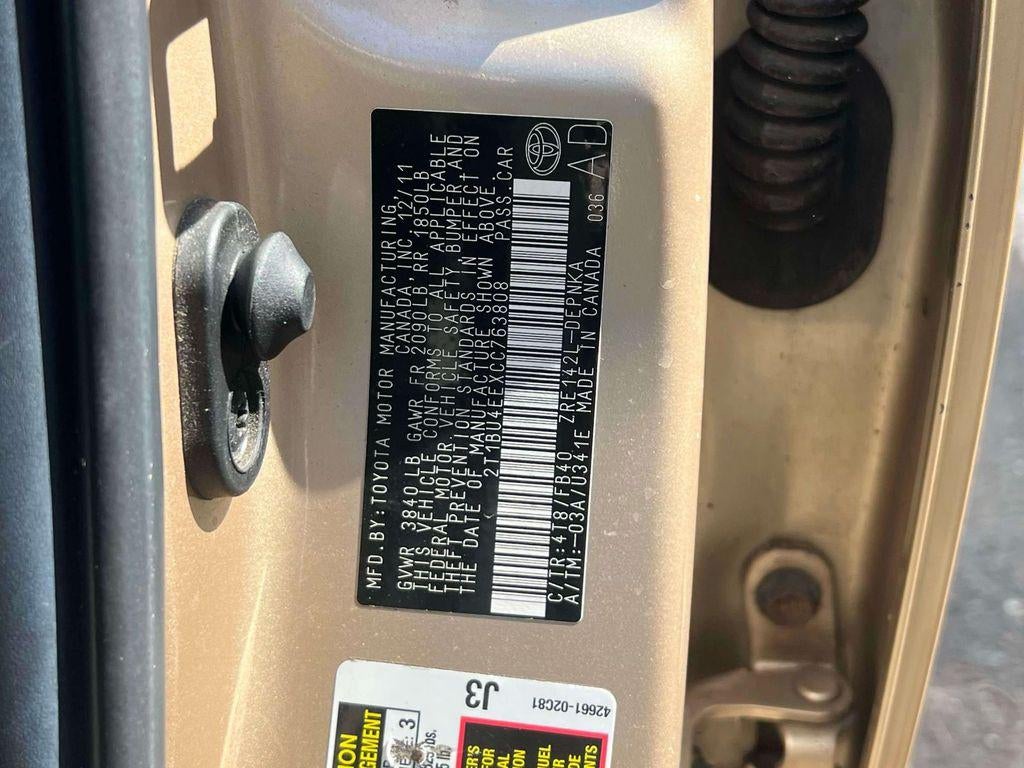 MFD.BY:TOYOTA MOTOR MANUFACTURING
CANADA,INC 12/11
GVWR 3840LB GAWR FR 2090LB RR 1850LB
THIS VEHICLE CONFORMS TO ALL APPLICABLE
FEDERAL MOTOR VEHICLE SAFETY, BUMPER AND
THEFT PREVENTION STANDARDS IN EFFECT ON
THE DATE OF MANUFACTURE SHOWN ABOVE.
2T1BU4EEXCC763808 PASS.CAR
C/TR:4T8/FB40 ZRE142L-DEPNKA
A/TM:-03A/U341E MADE IN CANADA 036 AD
42661-02C81
J3